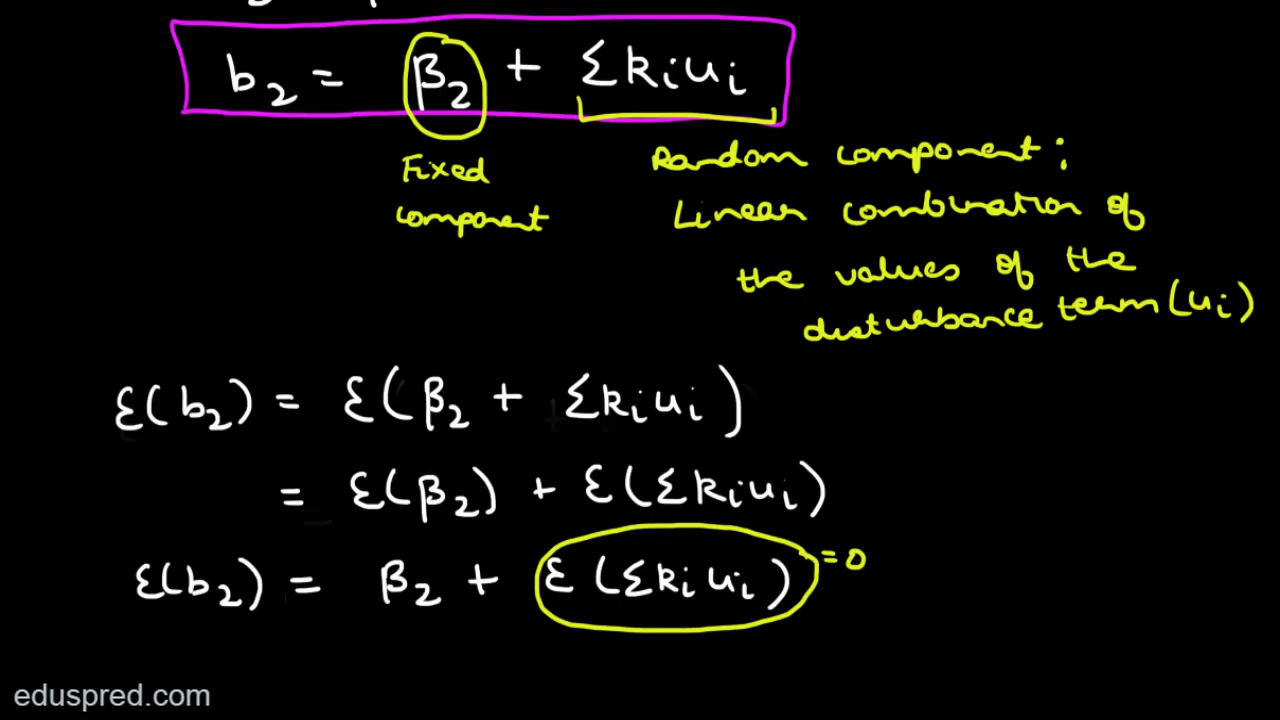 b₂ = β₂ + Σkᵢuᵢ
Fixed component
Random component:
Linear combination of
the values of the
disturbance term (uᵢ)
Ɛ(b₂) = Ɛ(β₂ + Σkᵢuᵢ)
= Ɛ(β₂) + Ɛ(Σkᵢuᵢ)
Ɛ(b₂) = β₂ + Ɛ(Σkᵢuᵢ) = 0
eduspred.com